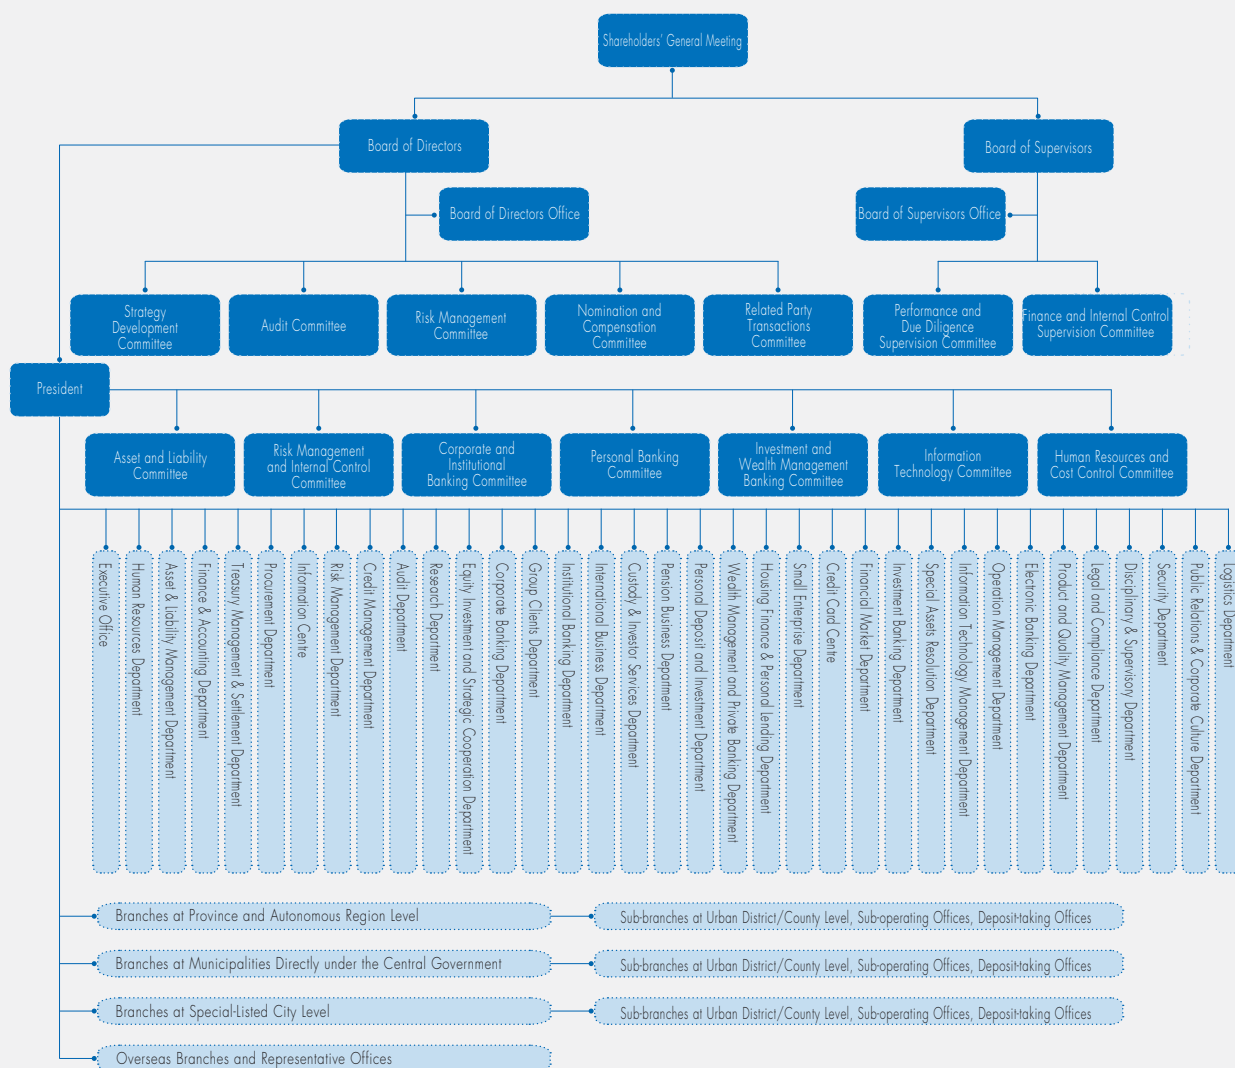 Shareholders' General Meeting
Board of Directors
Board of Supervisors
Board of Directors Office
Board of Supervisors Office
Strategy
Development
Committee
Audit Committee
Risk Management
Committee
Nomination and
Compensation
Committee
Related Party
Transactions
Committee
Performance and
Due Diligence
Supervision Committee
Finance and Internal Control
Supervision Committee
President
Asset and Liability
Committee
Risk Management
and Internal Control
Committee
Corporate and
Institutional
Banking Committee
Personal Banking
Committee
Investment and
Wealth Management
Banking Committee
Information
Technology Committee
Human Resources and
Cost Control Committee
Executive Office
Human Resources Department
Asset & Liability Management Department
Finance & Accounting Department
Treasury Management & Settlement Department
Procurement Department
Information Centre
Risk Management Department
Credit Management Department
Audit Department
Research Department
Equity Investment and Strategic Cooperation Department
Corporate Banking Department
Group Clients Department
Institutional Banking Department
International Business Department
Custody & Investor Services Department
Pension Business Department
Personal Deposit and Investment Department
Wealth Management and Private Banking Department
Housing Finance & Personal Lending Department
Small Enterprise Department
Credit Card Centre
Financial Market Department
Investment Banking Department
Special Assets Resolution Department
Information Technology Management Department
Operation Management Department
Electronic Banking Department
Product and Quality Management Department
Legal and Compliance Department
Disciplinary & Supervisory Department
Security Department
Public Relations & Corporate Culture Department
Logistics Department
Branches at Province and Autonomous Region Level
Sub-branches at Urban District/County Level, Sub-operating Offices, Deposit-taking Offices
Branches at Municipalities Directly under the Central Government
Sub-branches at Urban District/County Level, Sub-operating Offices, Deposit-taking Offices
Branches at Special-Listed City Level
Sub-branches at Urban District/County Level, Sub-operating Offices, Deposit-taking Offices
Overseas Branches and Representative Offices